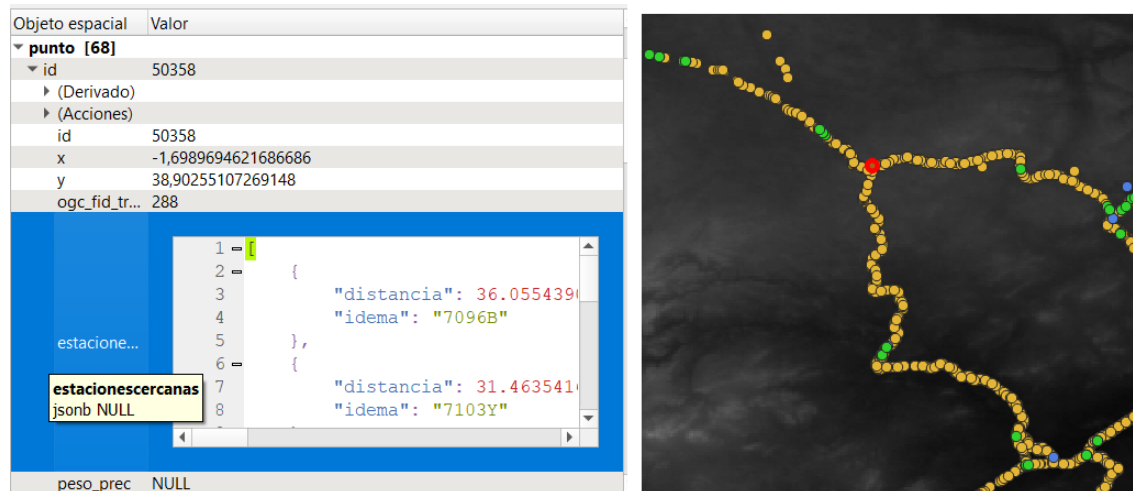 Objeto espacial Valor
punto [68]
id 50358
(Derivado)
(Acciones)
id 50358
x -1,6989694621686686
y 38,90255107269148
ogc_fid_tr... 288
1 [
2 {
3 "distancia": 36.0554390
4 "idema": "7096B"
5 },
estacione...
6 {
7 "distancia": 31.463541
8 "idema": "7103Y"
estacionescercanas
jsonb NULL
peso_prec NULL